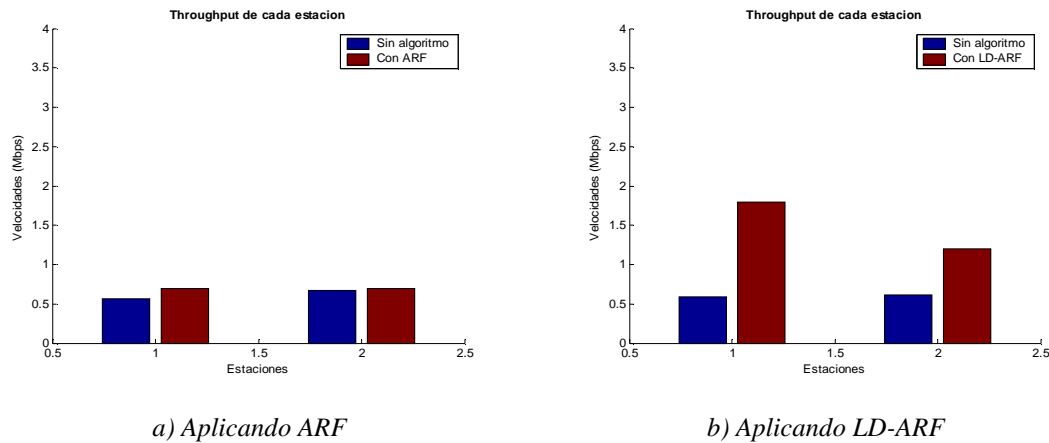 Throughput de cada estacion
Sin algoritmo
Con ARF
Velocidades (Mbps)
4
3.5
3
2.5
2
1.5
1
0.5
0
0.5 1 1.5 2 2.5
Estaciones
a) Aplicando ARF
Throughput de cada estacion
Sin algoritmo
Con LD-ARF
Velocidades (Mbps)
4
3.5
3
2.5
2
1.5
1
0.5
0
0.5 1 1.5 2 2.5
Estaciones
b) Aplicando LD-ARF